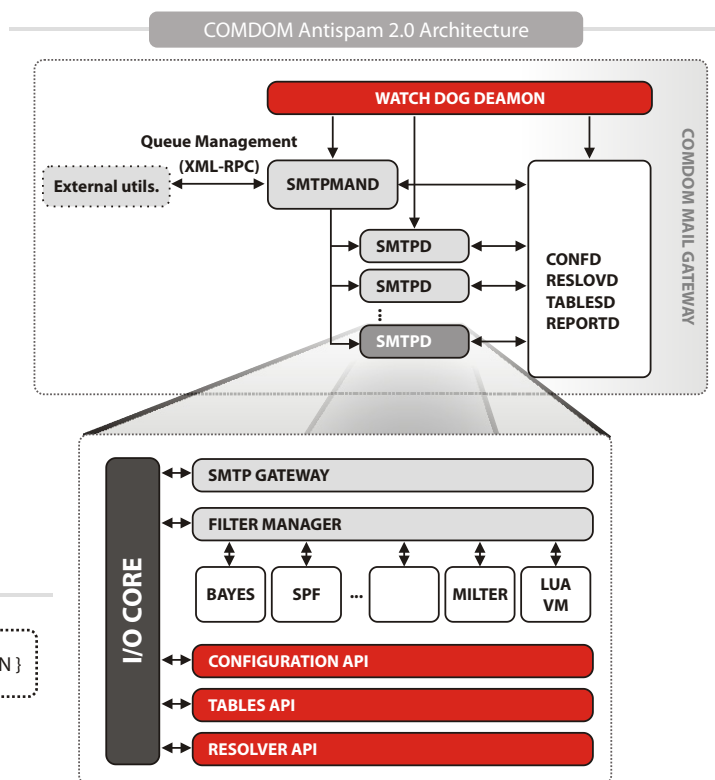 COMDOM Antispam 2.0 Architecture
WATCH DOG DEAMON
Queue Management
(XML-RPC)
External utils.
SMTPMAND
COMDOM MAIL GATEWAY
SMTPD
SMTPD
...
SMTPD
CONFD
RESLOVD
TABLESD
REPORTD
I/O CORE
SMTP GATEWAY
FILTER MANAGER
BAYES
SPF
...
MILTER
LUA
VM
N }
CONFIGURATION API
TABLES API
RESOLVER API